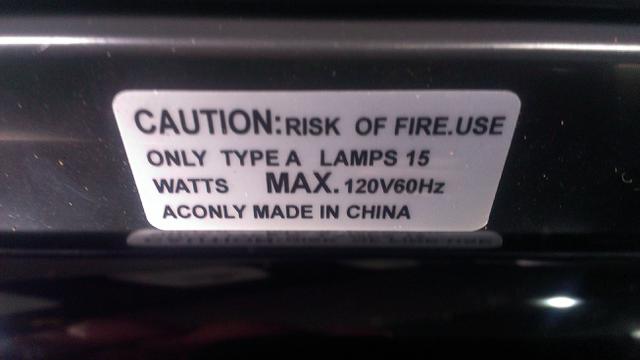 CAUTION:RISK OF FIRE.USE
ONLY TYPE A LAMPS 15
WATTS MAX. 120V60Hz
ACONLY MADE IN CHINA